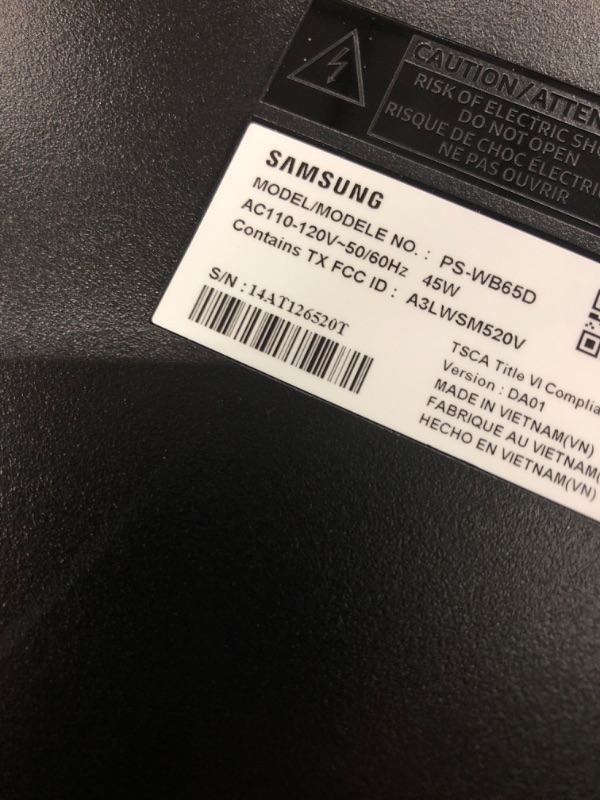 CAUTION/ATTEN
RISK OF ELECTRIC SHO
DO NOT OPEN
RISQUE DE CHOC ÉLECTRIC
NE PAS OUVRIR
SAMSUNG
MODEL/MODELE NO. : PS-WB65D
AC110-120V~50/60Hz 45W
Contains TX FCC ID : A3LWSM520V
S/N : 14AT126520T
TSCA Title VI Complia
Version : DA01
MADE IN VIETNAM(VN)
FABRIQUE AU VIETNAM(
HECHO EN VIETNAM(VN)